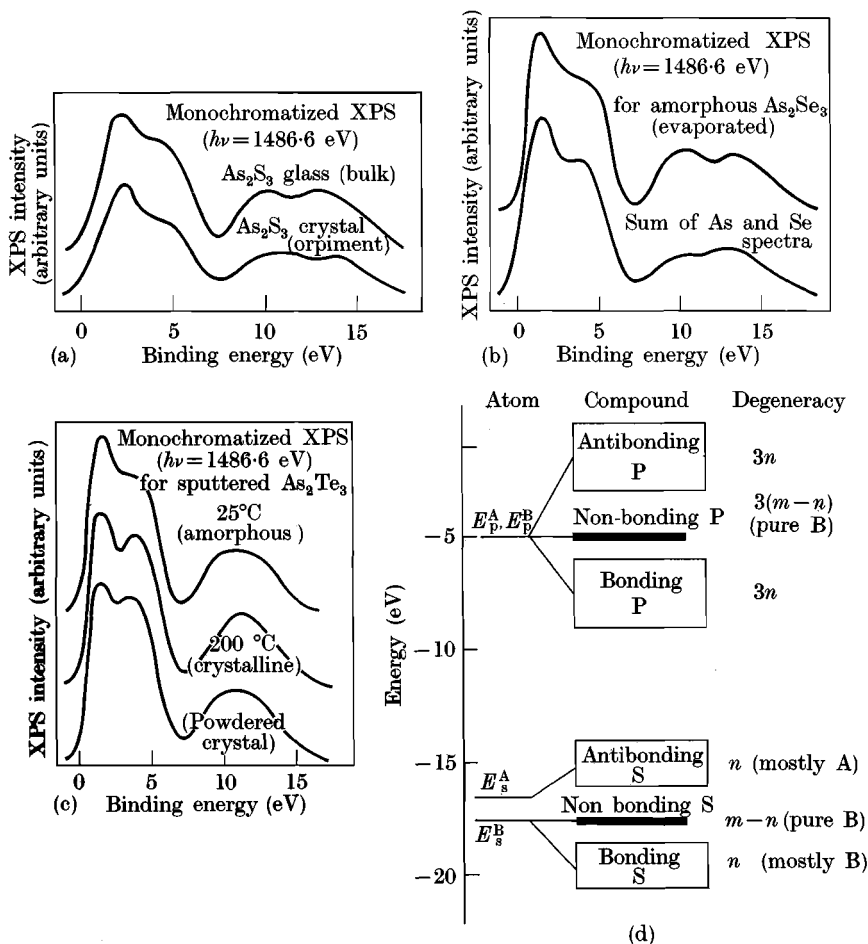 XPS intensity
(arbitrary units)
Monochromatized XPS
(hν=1486·6 eV)
As₂S₃ glass (bulk)
As₂S₃ crystal
(orpiment)
0 5 10 15
(a) Binding energy (eV)
XPS intensity (arbitrary units)
Monochromatized XPS
(hν=1486·6 eV)
for amorphous As₂Se₃
(evaporated)
Sum of As and Se
spectra
0 5 10 15
(b) Binding energy (eV)
XPS intensity (arbitrary units)
Monochromatized XPS
(hν=1486·6 eV)
for sputtered As₂Te₃
25°C
(amorphous)
200 °C
(crystalline)
(Powdered
crystal)
0 5 10 15
(c) Binding energy (eV)
Atom Compound Degeneracy
Energy (eV)
−5
−10
−15
−20
Antibonding
P
3n
Eₚᴬ, Eₚᴮ
Non-bonding P
3(m−n)
(pure B)
Bonding
P
3n
Antibonding
S
n (mostly A)
Eₛᴬ
Non bonding S
m−n (pure B)
Eₛᴮ
Bonding
S
n (mostly B)
(d)